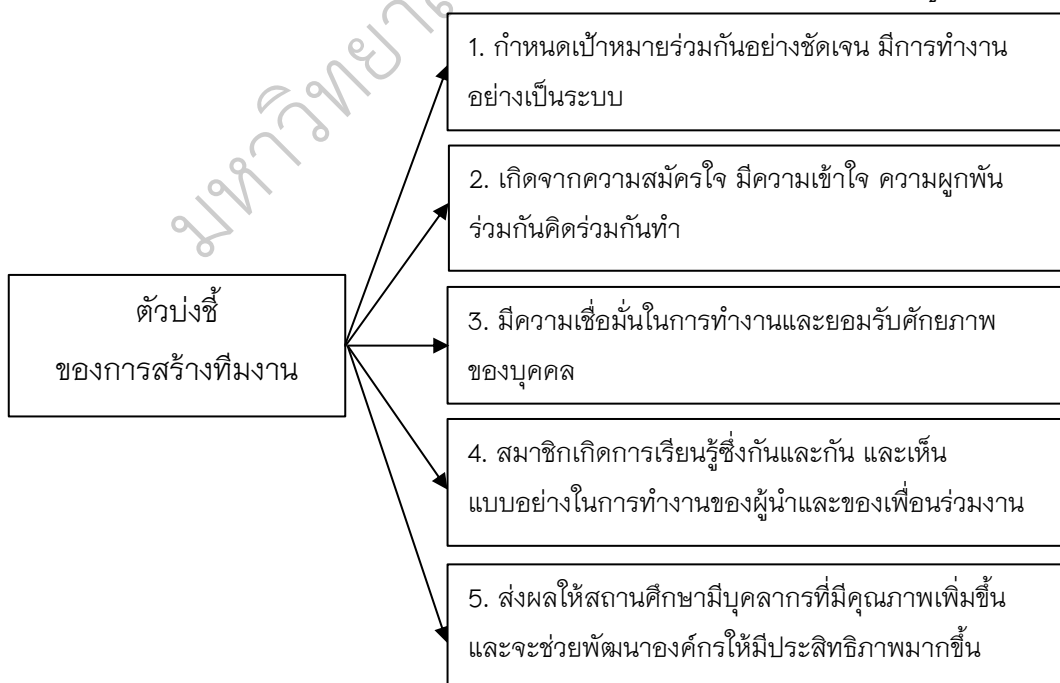 ตัวบ่งชี้
ของการสร้างทีมงาน
1. กำหนดเป้าหมายร่วมกันอย่างชัดเจน มีการทำงาน
อย่างเป็นระบบ
2. เกิดจากความสมัครใจ มีความเข้าใจ ความผูกพัน
ร่วมกันคิดร่วมกันทำ
3. มีความเชื่อมั่นในการทำงานและยอมรับศักยภาพ
ของบุคคล
4. สมาชิกเกิดการเรียนรู้ซึ่งกันและกัน และเห็น
แบบอย่างในการทำงานของผู้นำและของเพื่อนร่วมงาน
5. ส่งผลให้สถานศึกษามีบุคลากรที่มีคุณภาพเพิ่มขึ้น
และจะช่วยพัฒนาองค์กรให้มีประสิทธิภาพมากขึ้น